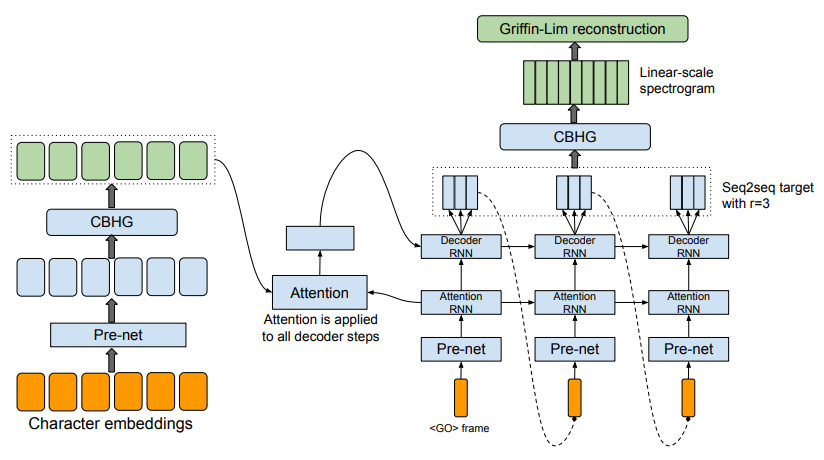 Griffin-Lim reconstruction
Linear-scale
spectrogram
CBHG
Seq2seq target
with r=3
CBHG
Pre-net
Character embeddings
Attention
Attention is applied
to all decoder steps
Decoder
RNN
Decoder
RNN
Decoder
RNN
Attention
RNN
Attention
RNN
Attention
RNN
Pre-net
Pre-net
Pre-net
<GO> frame